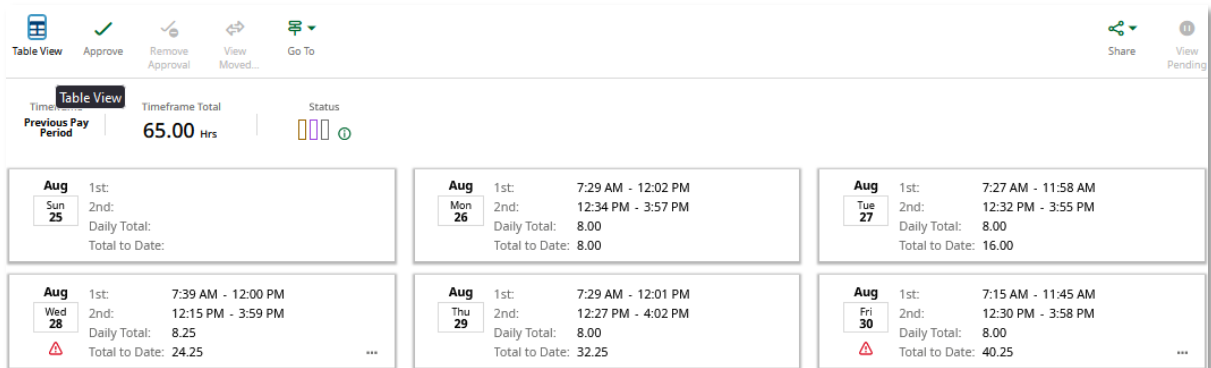 Table View
Approve
Remove
Approval
View
Moved...
Go To
Share
View
Pending
Table View
Previous Pay
Period
Timeframe Total
65.00 Hrs
Status
Aug
Sun
25
1st:
2nd:
Daily Total:
Total to Date:
Aug
Mon
26
1st: 7:29 AM - 12:02 PM
2nd: 12:34 PM - 3:57 PM
Daily Total: 8.00
Total to Date: 8.00
Aug
Tue
27
1st: 7:27 AM - 11:58 AM
2nd: 12:32 PM - 3:55 PM
Daily Total: 8.00
Total to Date: 16.00
Aug
Wed
28
1st: 7:39 AM - 12:00 PM
2nd: 12:15 PM - 3:59 PM
Daily Total: 8.25
Total to Date: 24.25
...
Aug
Thu
29
1st: 7:29 AM - 12:01 PM
2nd: 12:27 PM - 4:02 PM
Daily Total: 8.00
Total to Date: 32.25
Aug
Fri
30
1st: 7:15 AM - 11:45 AM
2nd: 12:30 PM - 3:58 PM
Daily Total: 8.00
Total to Date: 40.25
...